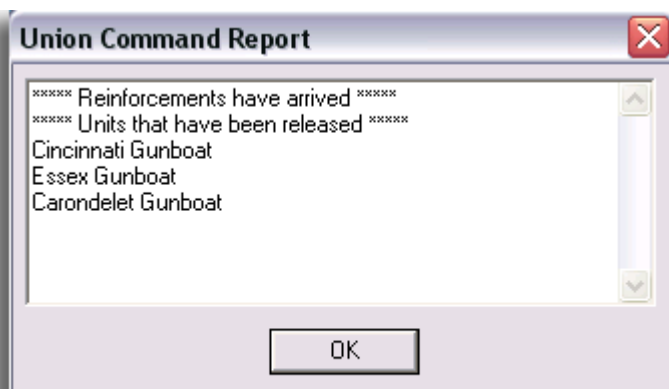 Union Command Report
***** Reinforcements have arrived *****
***** Units that have been released *****
Cincinnati Gunboat
Essex Gunboat
Carondelet Gunboat
OK